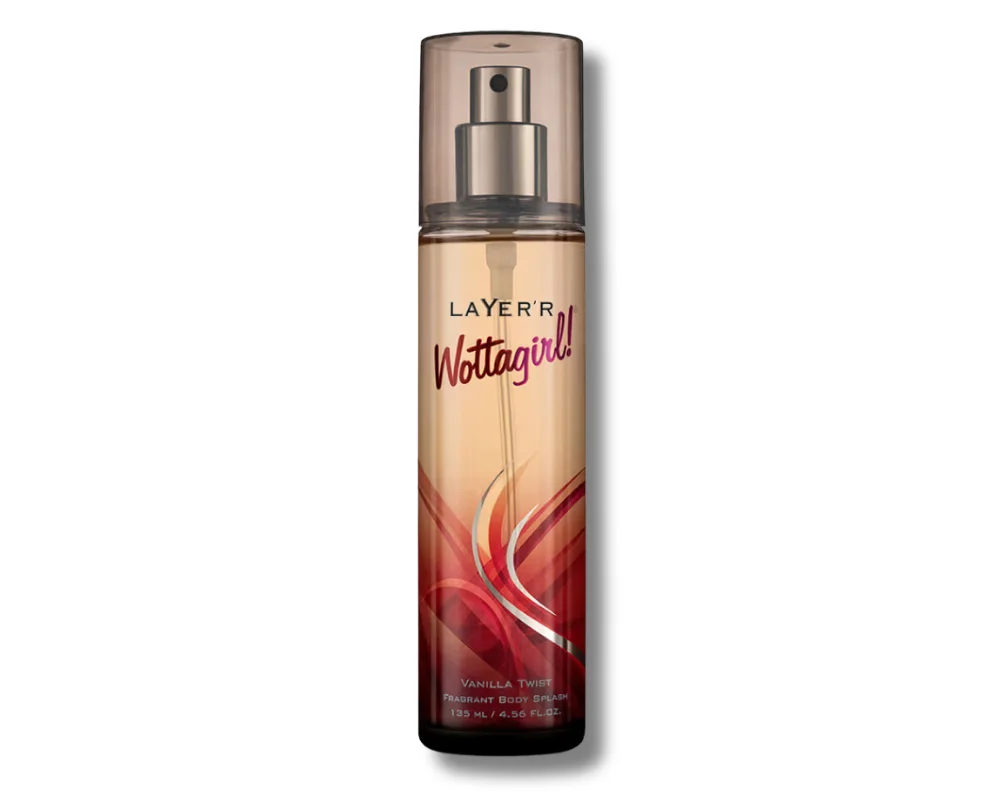 LAYER'R
Wottagirl!
VANILLA TWIST
FRAGRANT BODY SPLASH
135 ML / 4.56 FL.OZ.